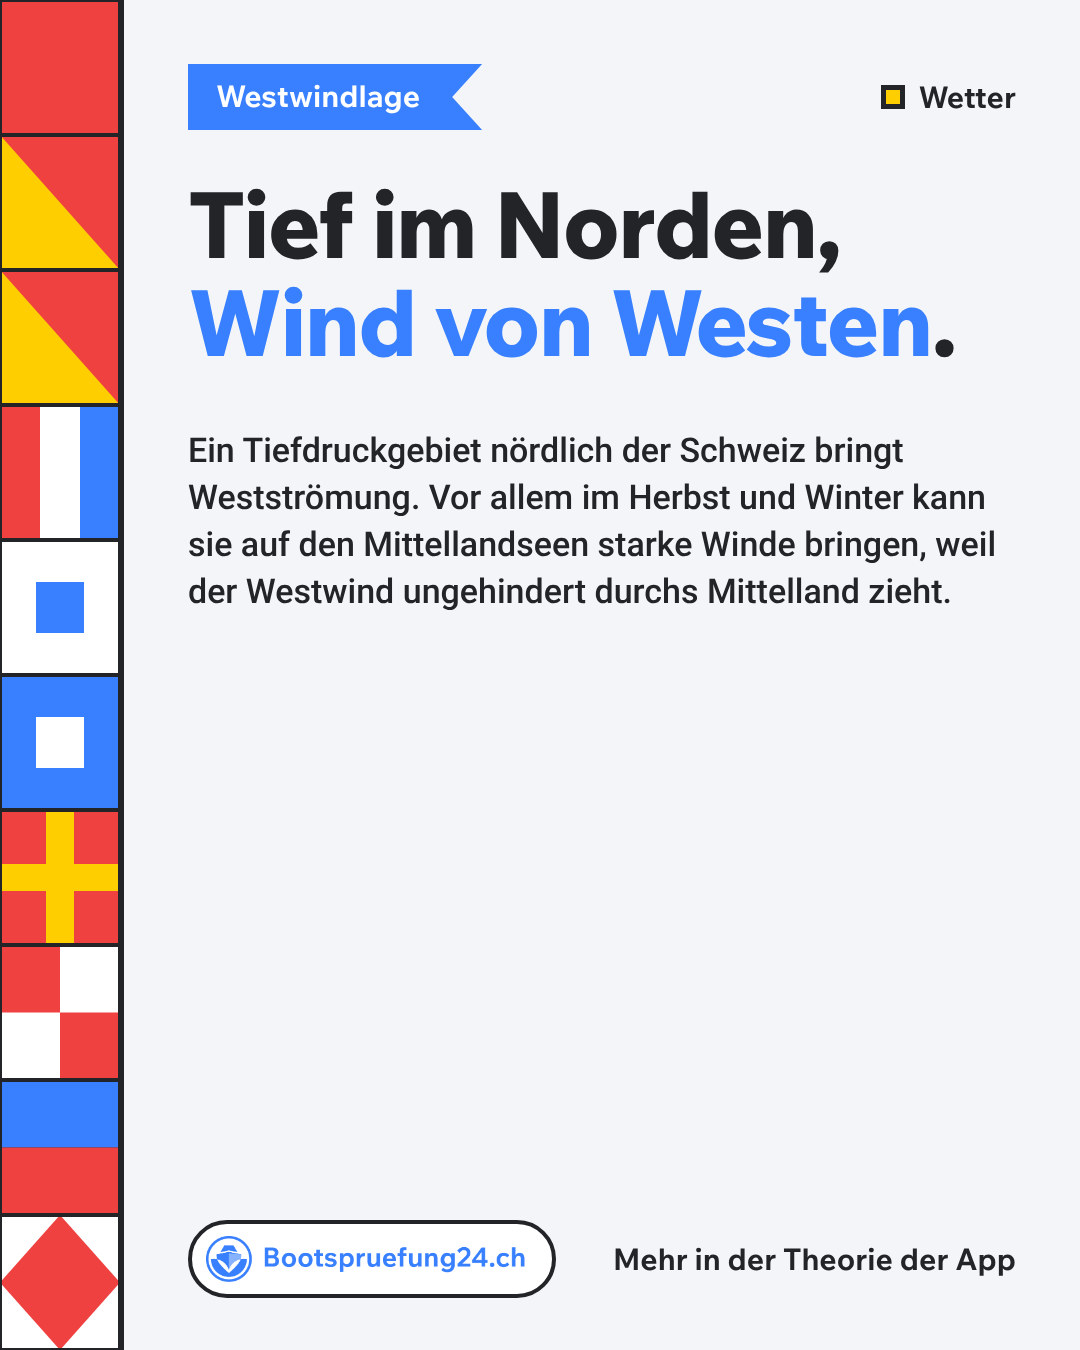 Westwindlage
Wetter
Tief im Norden,
Wind von Westen.
Ein Tiefdruckgebiet nördlich der Schweiz bringt
Westströmung. Vor allem im Herbst und Winter kann
sie auf den Mittellandseen starke Winde bringen, weil
der Westwind ungehindert durchs Mittelland zieht.
Bootspruefung24.ch
Mehr in der Theorie der App